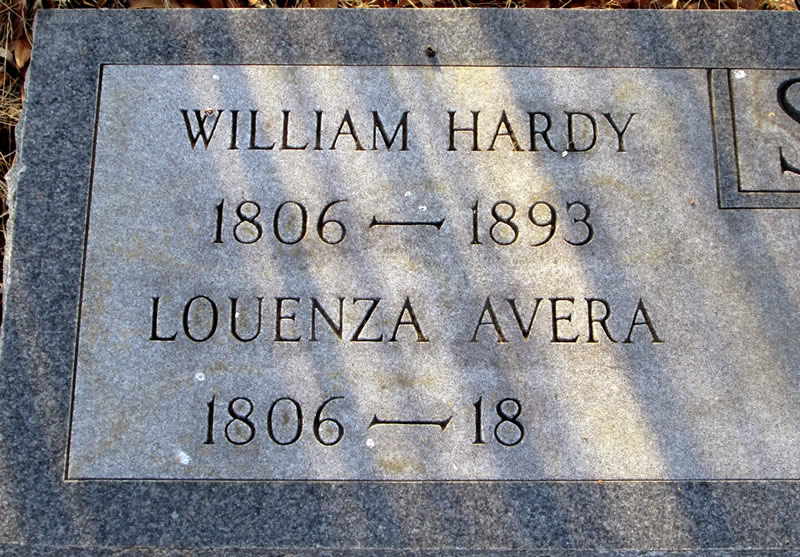 WILLIAM HARDY
1806 — 1893
LOUENZA AVERA
1806 — 18